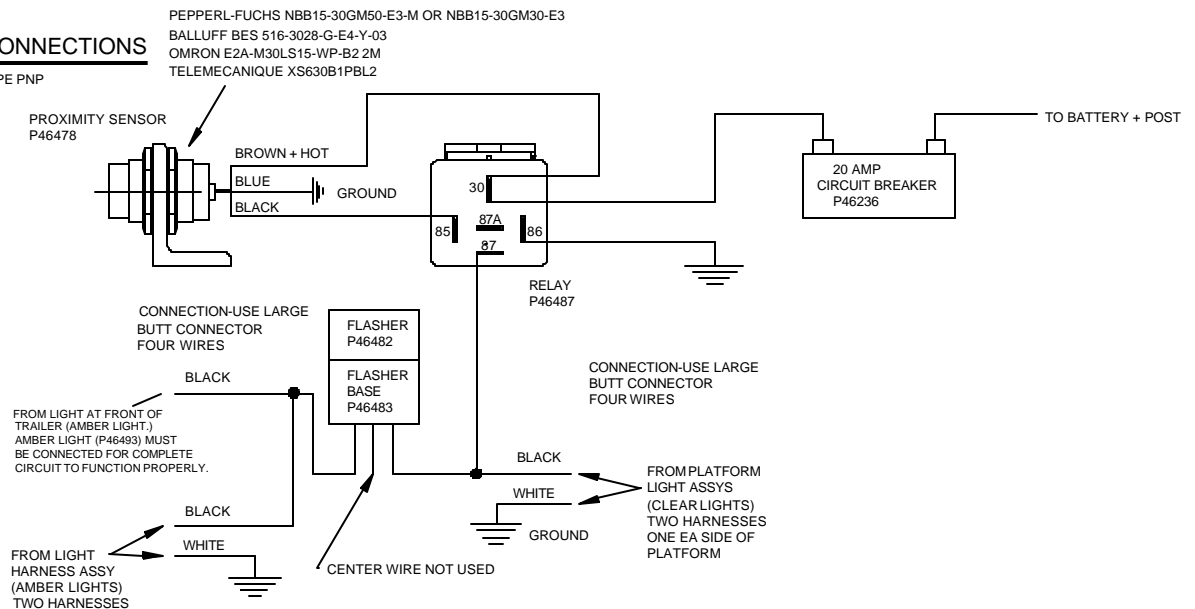 PEPPERL-FUCHS NBB15-30GM50-E3-M OR NBB15-30GM30-E3
BALLUFF BES 516-3028-G-E4-Y-03
OMRON E2A-M30LS15-WP-B2 2M
TELEMECANIQUE XS630B1PBL2
ONNECTIONS
PE PNP
PROXIMITY SENSOR
P46478
BROWN + HOT
BLUE
GROUND
BLACK
30
87A
85
86
87
RELAY
P46487
20 AMP
CIRCUIT BREAKER
P46236
TO BATTERY + POST
CONNECTION-USE LARGE
BUTT CONNECTOR
FOUR WIRES
FLASHER
P46482
FLASHER
BASE
P46483
CONNECTION-USE LARGE
BUTT CONNECTOR
FOUR WIRES
BLACK
FROM LIGHT AT FRONT OF
TRAILER (AMBER LIGHT.)
AMBER LIGHT (P46493) MUST
BE CONNECTED FOR COMPLETE
CIRCUIT TO FUNCTION PROPERLY.
BLACK
WHITE
GROUND
FROM PLATFORM
LIGHT ASSYS
(CLEAR LIGHTS)
TWO HARNESSES
ONE EA SIDE OF
PLATFORM
BLACK
WHITE
FROM LIGHT
HARNESS ASSY
(AMBER LIGHTS)
TWO HARNESSES
CENTER WIRE NOT USED